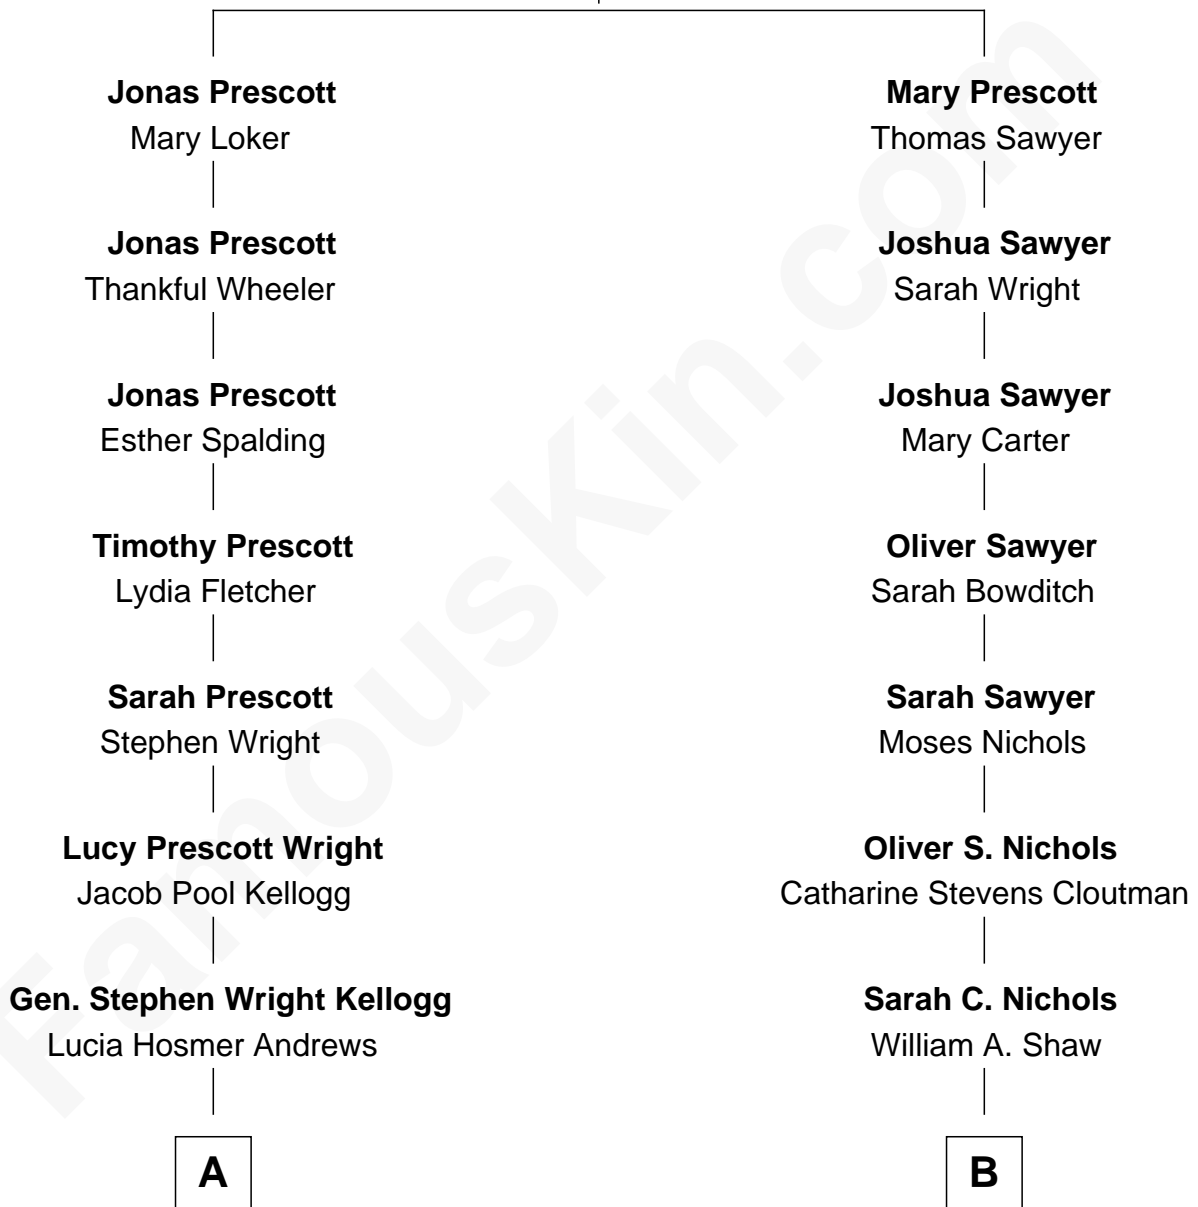 Jonas Prescott
Mary Loker
Jonas Prescott
Thankful Wheeler
Jonas Prescott
Esther Spalding
Timothy Prescott
Lydia Fletcher
Sarah Prescott
Stephen Wright
Lucy Prescott Wright
Jacob Pool Kellogg
Gen. Stephen Wright Kellogg
Lucia Hosmer Andrews
A
Mary Prescott
Thomas Sawyer
Joshua Sawyer
Sarah Wright
Joshua Sawyer
Mary Carter
Oliver Sawyer
Sarah Bowditch
Sarah Sawyer
Moses Nichols
Oliver S. Nichols
Catharine Stevens Cloutman
Sarah C. Nichols
William A. Shaw
B
FamousKin.com